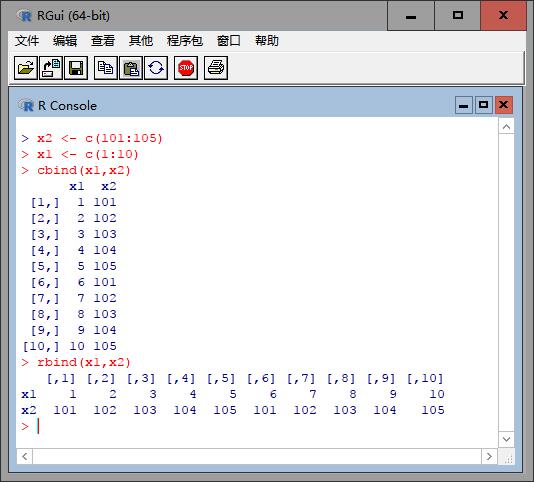 RGui (64-bit)
文件 编辑 查看 其他 程序包 窗口 帮助
STOP
R Console
> x2 <- c(101:105)
> x1 <- c(1:10)
> cbind(x1,x2)
      x1  x2
 [1,]  1 101
 [2,]  2 102
 [3,]  3 103
 [4,]  4 104
 [5,]  5 105
 [6,]  6 101
 [7,]  7 102
 [8,]  8 103
 [9,]  9 104
[10,] 10 105
> rbind(x1,x2)
   [,1] [,2] [,3] [,4] [,5] [,6] [,7] [,8] [,9] [,10]
x1    1    2    3    4    5    6    7    8    9    10
x2  101  102  103  104  105  101  102  103  104   105
>